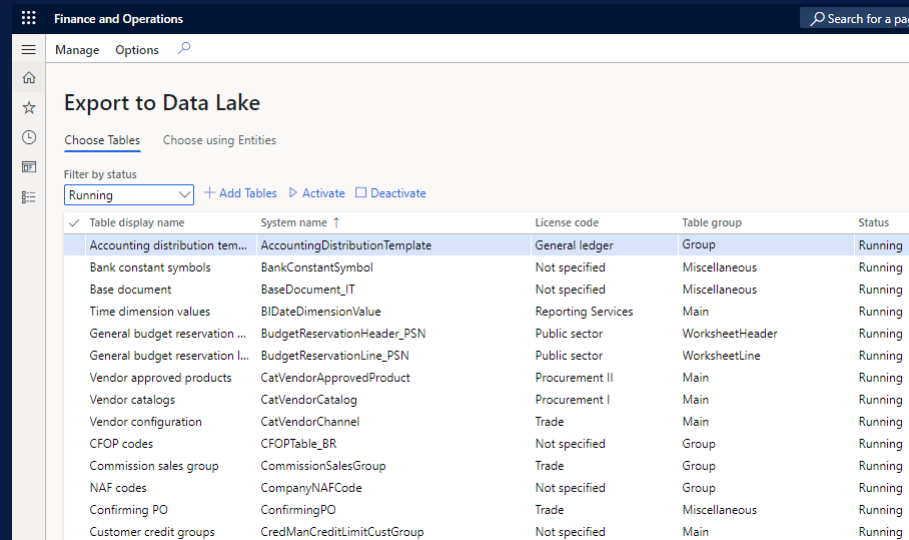 Finance and Operations
Search for a pa
Manage Options
Export to Data Lake
Choose Tables Choose using Entities
Filter by status
Running Add Tables Activate Deactivate
Table display name System name ↑ License code Table group Status
Accounting distribution tem... AccountingDistributionTemplate General ledger Group Running
Bank constant symbols BankConstantSymbol Not specified Miscellaneous Running
Base document BaseDocument_IT Not specified Miscellaneous Running
Time dimension values BIDateDimensionValue Reporting Services Main Running
General budget reservation ... BudgetReservationHeader_PSN Public sector WorksheetHeader Running
General budget reservation l... BudgetReservationLine_PSN Public sector WorksheetLine Running
Vendor approved products CatVendorApprovedProduct Procurement II Main Running
Vendor catalogs CatVendorCatalog Procurement I Main Running
Vendor configuration CatVendorChannel Trade Main Running
CFOP codes CFOPTable_BR Not specified Group Running
Commission sales group CommissionSalesGroup Trade Group Running
NAF codes CompanyNAFCode Not specified Group Running
Confirming PO ConfirmingPO Trade Miscellaneous Running
Customer credit groups CredManCreditLimitCustGroup Not specified Main Running